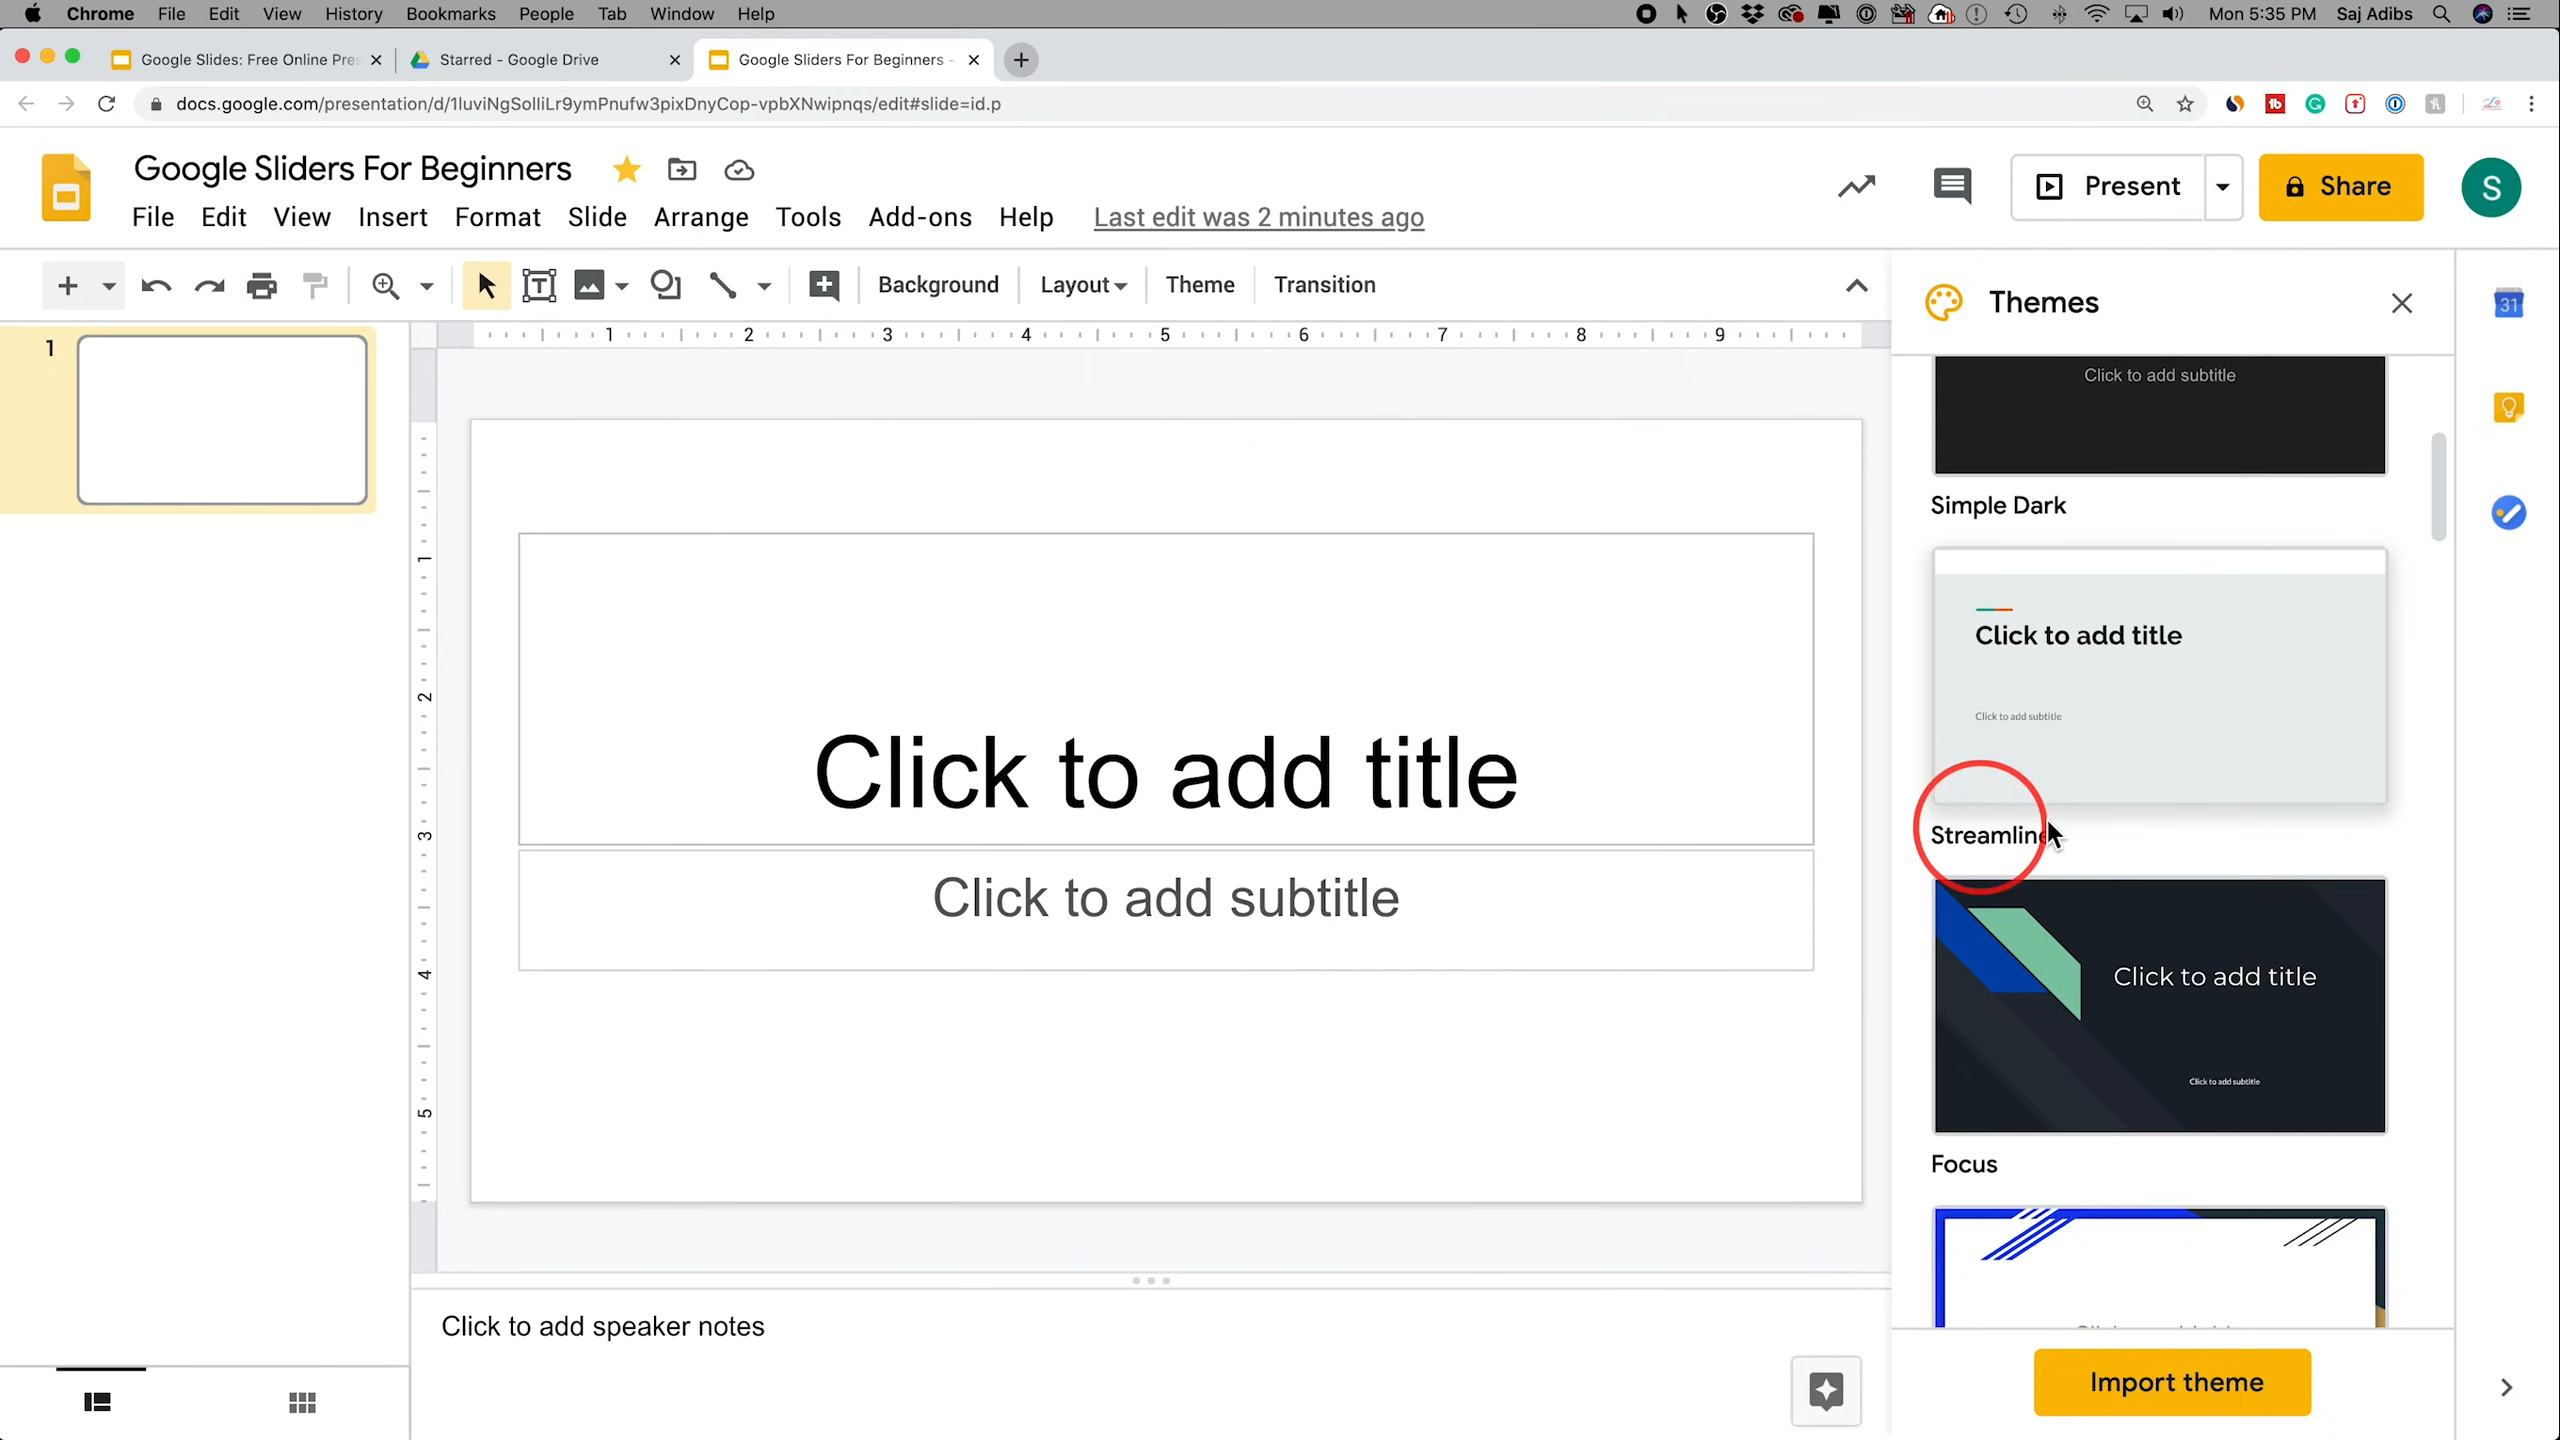 Chrome File Edit View History Bookmarks People Tab Window Help Mon 5:35 PM Saj Adibs
Google Slides: Free Online Pre Starred - Google Drive Google Sliders For Beginners -
docs.google.com/presentation/d/1luviNgSolliLr9ymPnufw3pixDnyCop-vpbXNwipnqs/edit#slide=id.p
Google Sliders For Beginners
File Edit View Insert Format Slide Arrange Tools Add-ons Help Last edit was 2 minutes ago
Present Share S
Background Layout Theme Transition
Themes
31
1 2 3 4 5 6 7 8 9
1
1
2
3
4
5
Click to add title
Click to add subtitle
Click to add speaker notes
Click to add subtitle
Simple Dark
Click to add title
Click to add subtitle
Streamline
Click to add title
Click to add subtitle
Focus
Import theme